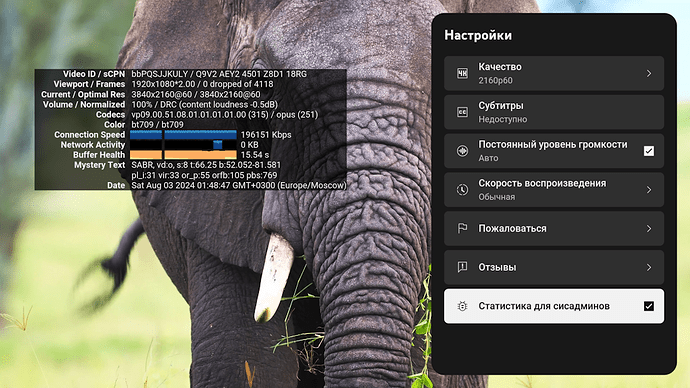 Video ID / sCPN bbPQSJJKULY / Q9V2 AEY2 4501 Z8D1 18RG
Viewport / Frames 1920x1080*2.00 / 0 dropped of 4118
Current / Optimal Res 3840x2160@60 / 3840x2160@60
Volume / Normalized 100% / DRC (content loudness -0.5dB)
Codecs vp09.00.51.08.01.01.01.01.00 (315) / opus (251)
Color bt709 / bt709
Connection Speed 196151 Kbps
Network Activity 0 KB
Buffer Health 15.54 s
Mystery Text SABR, vd:o, s:8 t:66.25 b:52.052-81.581
pl_i:31 vir:33 or_p:55 orfb:105 pbs:769
Date Sat Aug 03 2024 01:48:47 GMT+0300 (Europe/Moscow)
Настройки
4K
Качество
2160p60
CC
Субтитры
Недоступно
Постоянный уровень громкости
Авто
Скорость воспроизведения
Обычная
Пожаловаться
Отзывы
Статистика для сисадминов